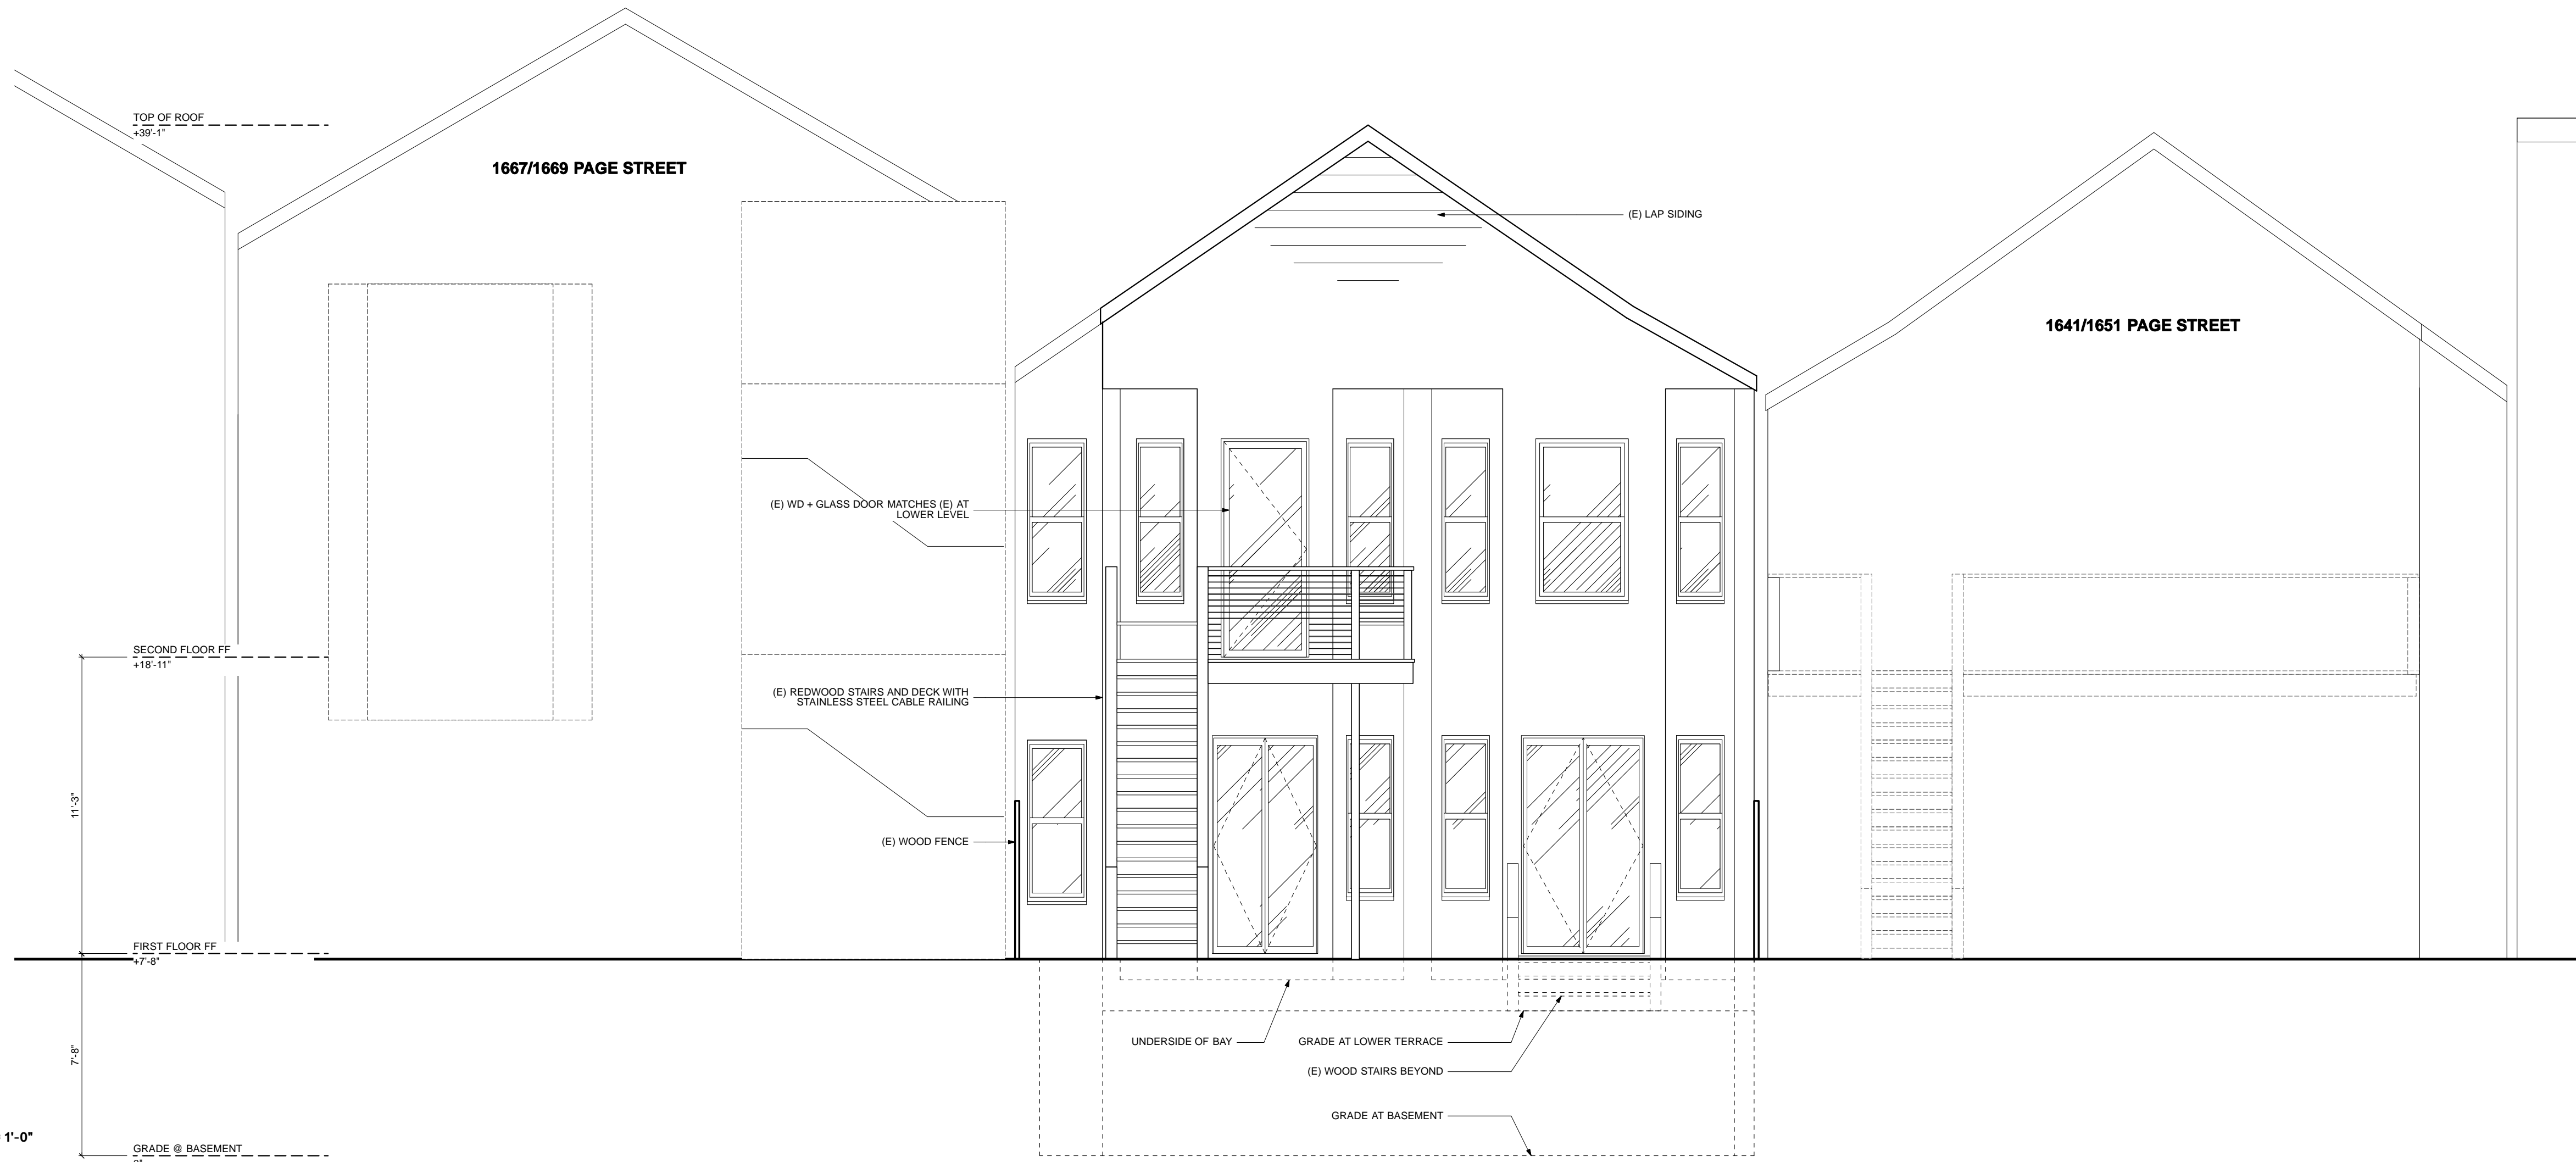 TOP OF ROOF
+39'-1"
1667/1669 PAGE STREET
(E) LAP SIDING
1641/1651 PAGE STREET
(E) WD + GLASS DOOR MATCHES (E) AT
LOWER LEVEL
SECOND FLOOR FF
+18'-11"
(E) REDWOOD STAIRS AND DECK WITH
STAINLESS STEEL CABLE RAILING
11'-3"
(E) WOOD FENCE
FIRST FLOOR FF
+7'-8"
UNDERSIDE OF BAY
GRADE AT LOWER TERRACE
7'-8"
(E) WOOD STAIRS BEYOND
GRADE AT BASEMENT
1'-0"
GRADE @ BASEMENT